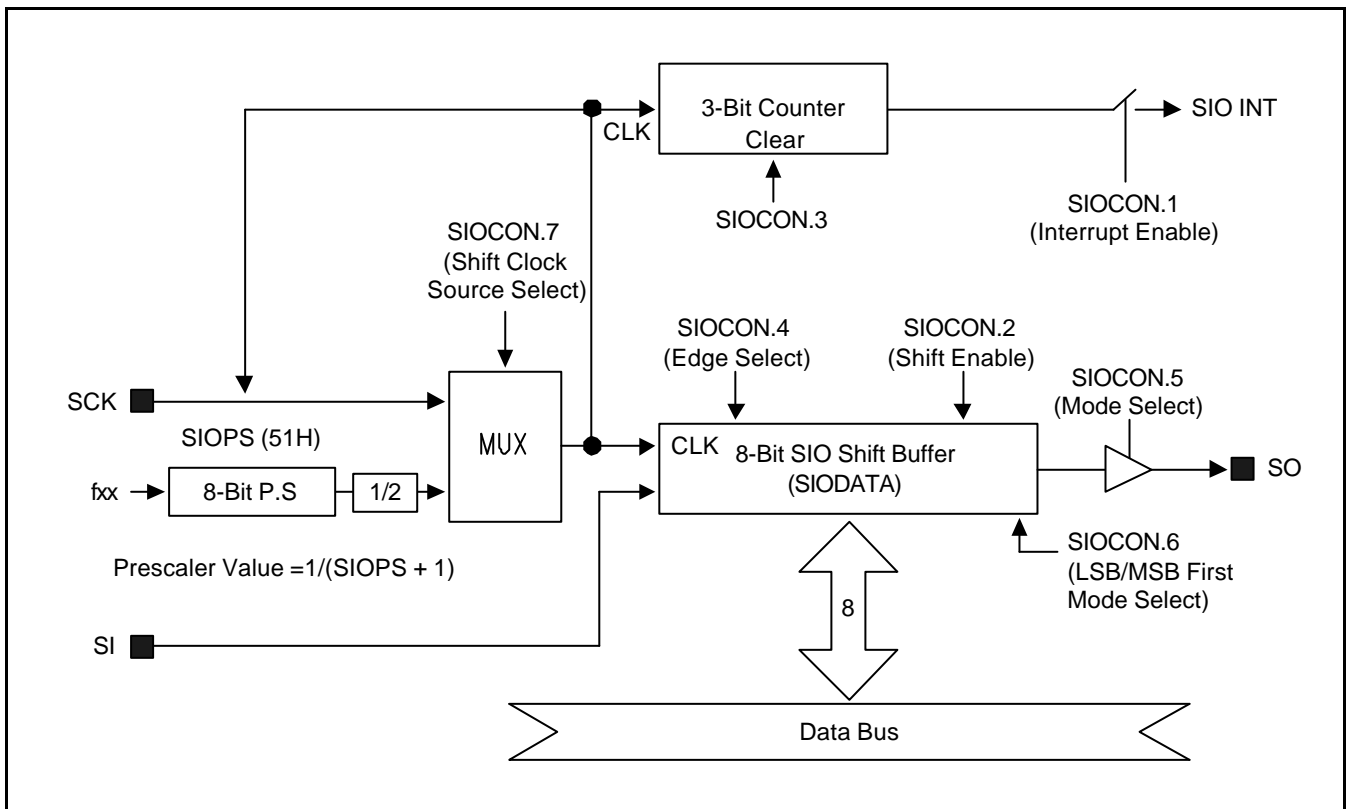 3-Bit Counter
Clear
CLK
SIO INT
SIOCON.3
SIOCON.1
(Interrupt Enable)
SIOCON.7
(Shift Clock
Source Select)
SIOCON.4
(Edge Select)
SIOCON.2
(Shift Enable)
SIOCON.5
(Mode Select)
SCK
SIOPS (51H)
MUX
CLK
8-Bit SIO Shift Buffer
(SIODATA)
SO
fxx
8-Bit P.S
1/2
SIOCON.6
(LSB/MSB First
Mode Select)
Prescaler Value =1/(SIOPS + 1)
8
SI
Data Bus